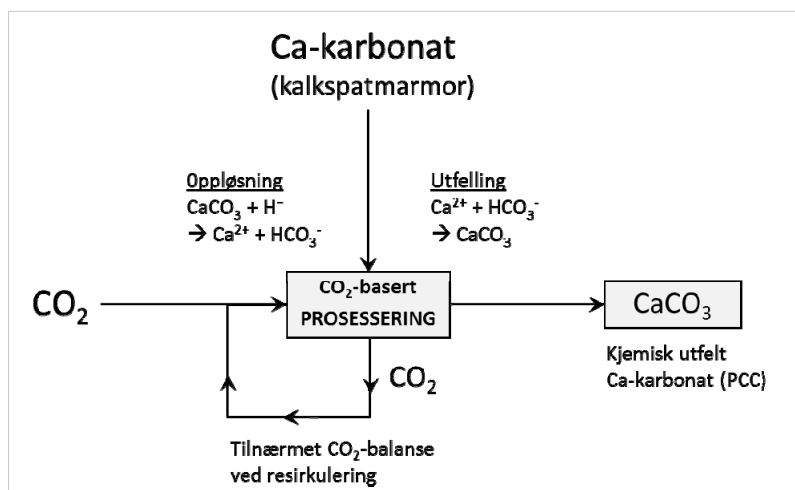 Ca-karbonat
(kalkspatmarmor)
Oppløsning
CaCO₃ + H⁻
→ Ca²⁺ + HCO₃⁻
Utfelling
Ca²⁺ + HCO₃⁻
→ CaCO₃
CO₂
CO₂-basert
PROSESSERING
CaCO₃
Kjemisk utfelt
Ca-karbonat (PCC)
CO₂
Tilnærmet CO₂-balanse
ved resirkulering